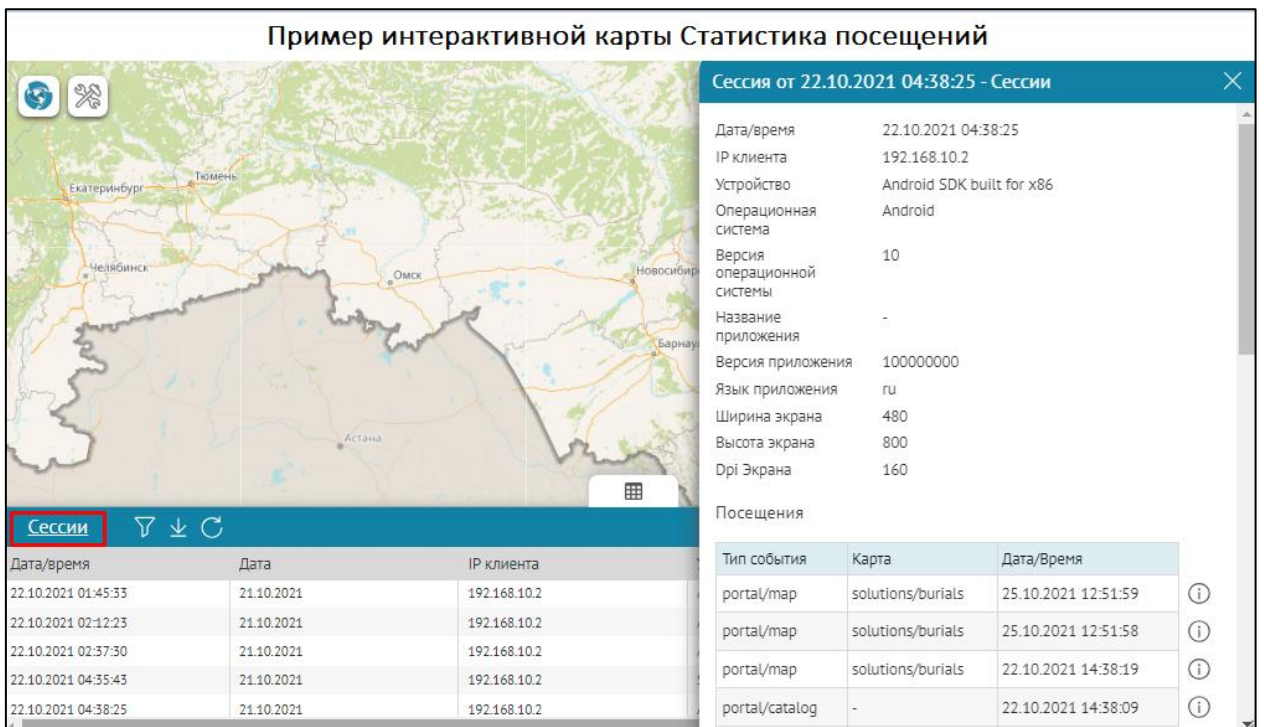 Пример интерактивной карты Статистика посещений
Екатеринбург
Тюмень
Челябинск
Омск
Новосибир
Барнау
Астана
Сессии
Дата/время Дата IP клиента
22.10.2021 01:45:33 21.10.2021 192.168.10.2
22.10.2021 02:12:23 21.10.2021 192.168.10.2
22.10.2021 02:37:30 21.10.2021 192.168.10.2
22.10.2021 04:35:43 21.10.2021 192.168.10.2
22.10.2021 04:38:25 21.10.2021 192.168.10.2
Сессия от 22.10.2021 04:38:25 - Сессии
Дата/время 22.10.2021 04:38:25
IP клиента 192.168.10.2
Устройство Android SDK built for x86
Операционная Android
система
Версия 10
операционной
системы
Название -
приложения
Версия приложения 100000000
Язык приложения ru
Ширина экрана 480
Высота экрана 800
Dpi Экрана 160
Посещения
Тип события Карта Дата/Время
portal/map solutions/burials 25.10.2021 12:51:59
portal/map solutions/burials 25.10.2021 12:51:58
portal/map solutions/burials 22.10.2021 14:38:19
portal/catalog - 22.10.2021 14:38:09